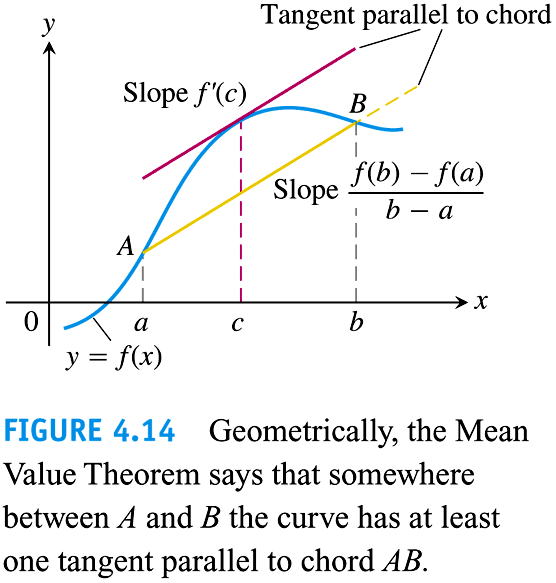 Tangent parallel to chord
y
Slope f′(c)
B
Slope f(b) − f(a)
b − a
A
0
a
c
b
x
y = f(x)
FIGURE 4.14 Geometrically, the Mean
Value Theorem says that somewhere
between A and B the curve has at least
one tangent parallel to chord AB.